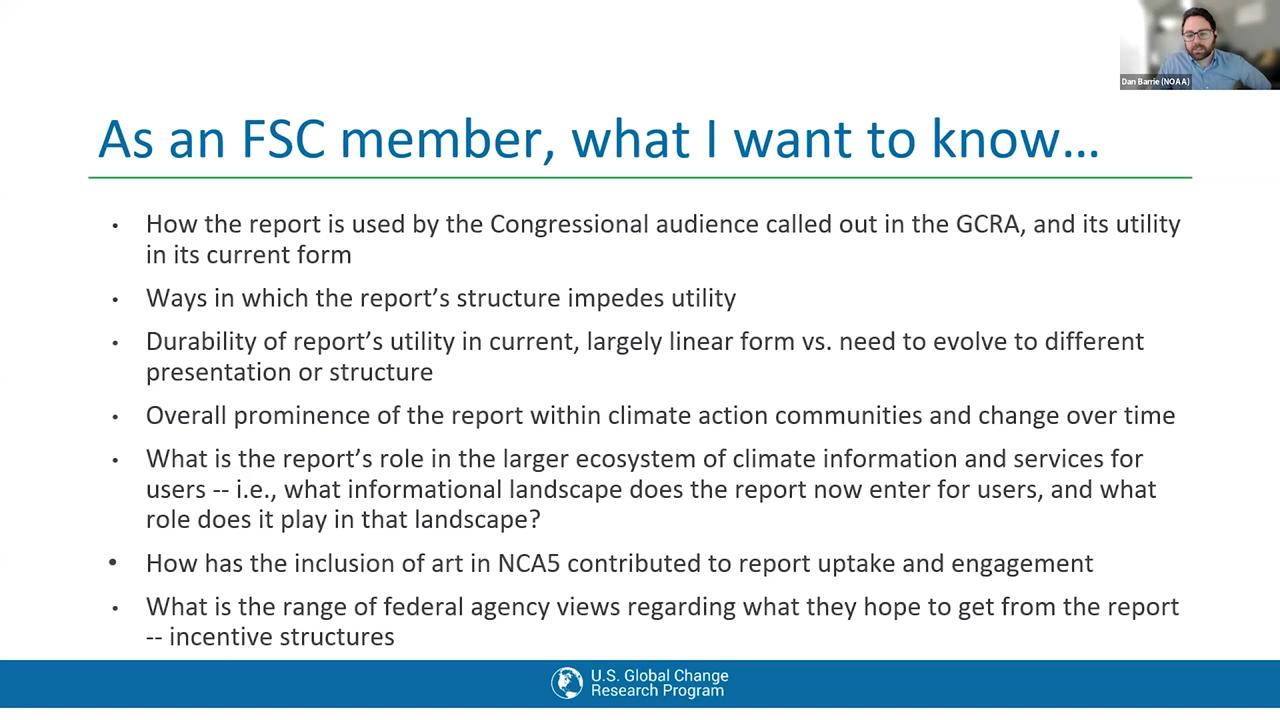 Dan Barrie (NOAA)
As an FSC member, what I want to know...
• How the report is used by the Congressional audience called out in the GCRA, and its utility
in its current form
• Ways in which the report's structure impedes utility
• Durability of report's utility in current, largely linear form vs. need to evolve to different
presentation or structure
• Overall prominence of the report within climate action communities and change over time
• What is the report's role in the larger ecosystem of climate information and services for
users -- i.e., what informational landscape does the report now enter for users, and what
role does it play in that landscape?
• How has the inclusion of art in NCA5 contributed to report uptake and engagement
• What is the range of federal agency views regarding what they hope to get from the report
-- incentive structures
U.S. Global Change
Research Program